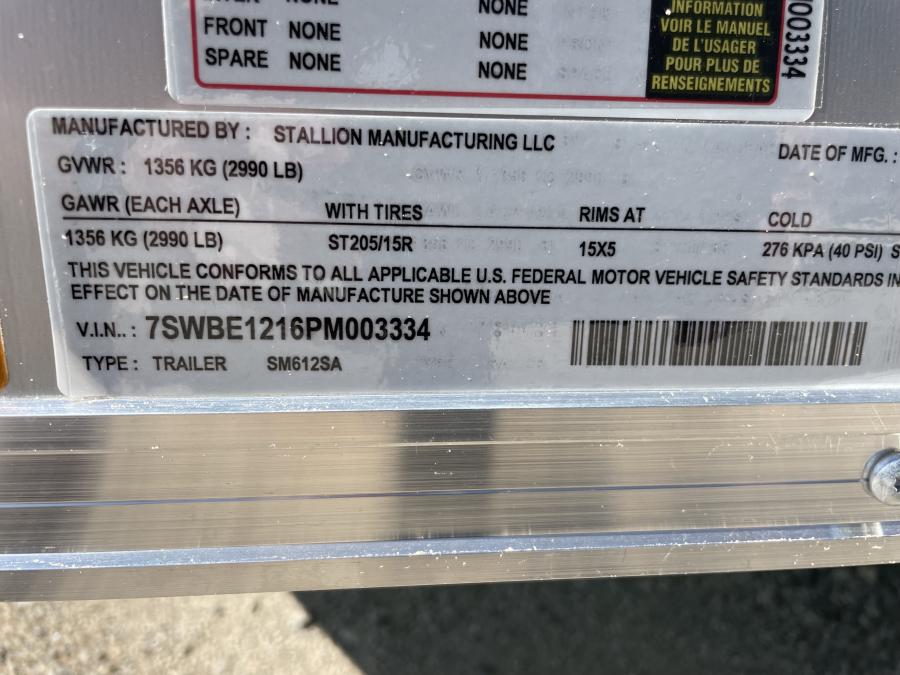 NONE NONE
FRONT NONE NONE
SPARE NONE NONE
INFORMATION
VOIR LE MANUEL
DE L'USAGER
POUR PLUS DE
RENSEIGNEMENTS
003334
MANUFACTURED BY : STALLION MANUFACTURING LLC
DATE OF MFG. :
GVWR : 1356 KG (2990 LB)
GAWR (EACH AXLE) WITH TIRES RIMS AT COLD
1356 KG (2990 LB) ST205/15R 15X5 276 KPA (40 PSI) S
THIS VEHICLE CONFORMS TO ALL APPLICABLE U.S. FEDERAL MOTOR VEHICLE SAFETY STANDARDS IN
EFFECT ON THE DATE OF MANUFACTURE SHOWN ABOVE
V.I.N.. : 7SWBE1216PM003334
TYPE : TRAILER SM612SA